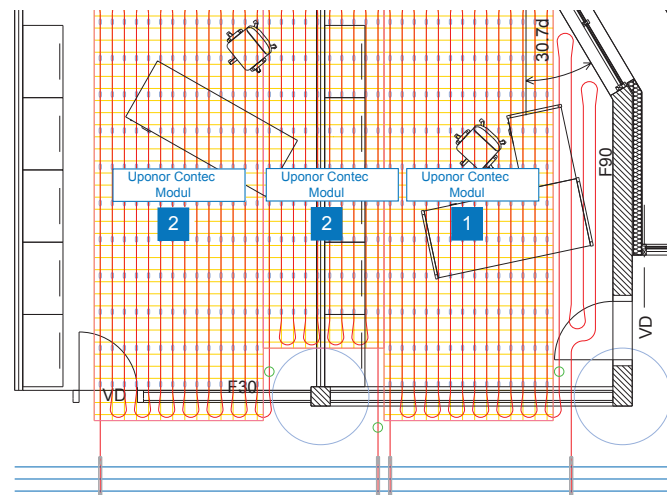 30.7d
F90
Uponor Contec
Modul
2
Uponor Contec
Modul
2
Uponor Contec
Modul
1
VD
VD
F30